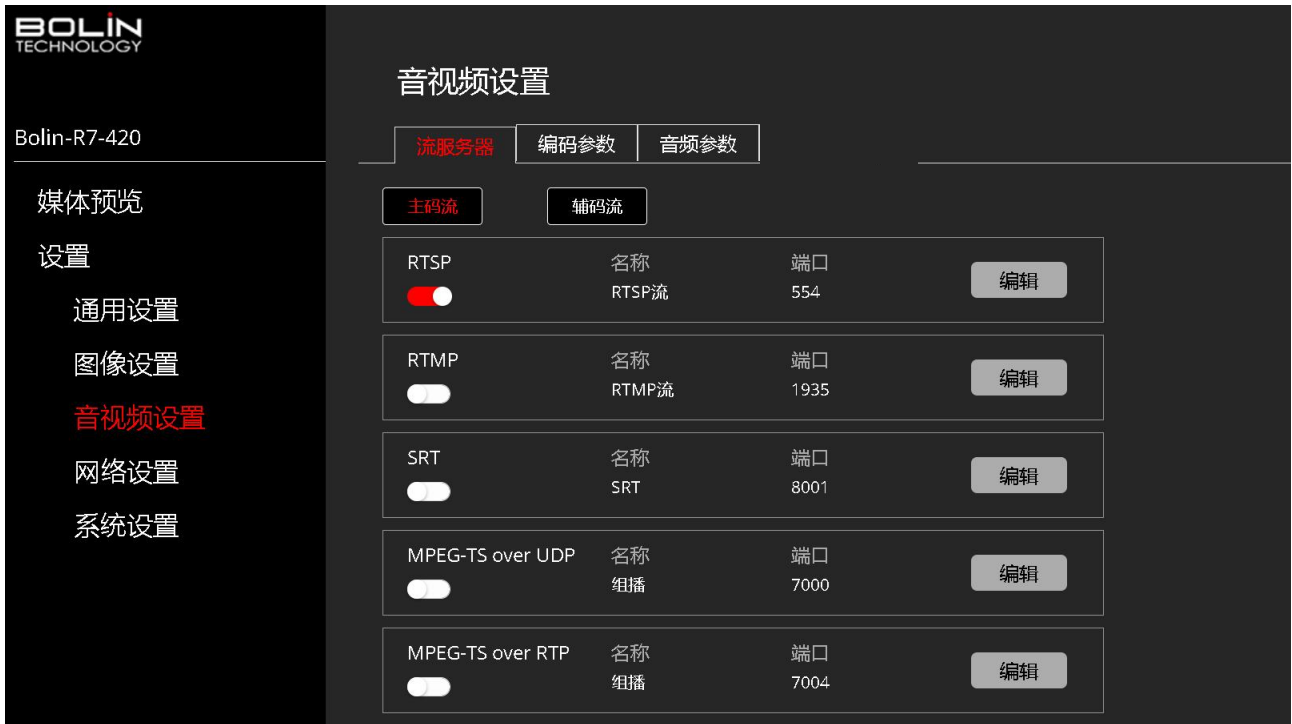 BOLIN
TECHNOLOGY
Bolin-R7-420
媒体预览
设置
通用设置
图像设置
音视频设置
网络设置
系统设置
音视频设置
流服务器 编码参数 音频参数
主码流 辅码流
RTSP 名称 端口
RTSP流 554 编辑
RTMP 名称 端口
RTMP流 1935 编辑
SRT 名称 端口
SRT 8001 编辑
MPEG-TS over UDP 名称 端口
组播 7000 编辑
MPEG-TS over RTP 名称 端口
组播 7004 编辑